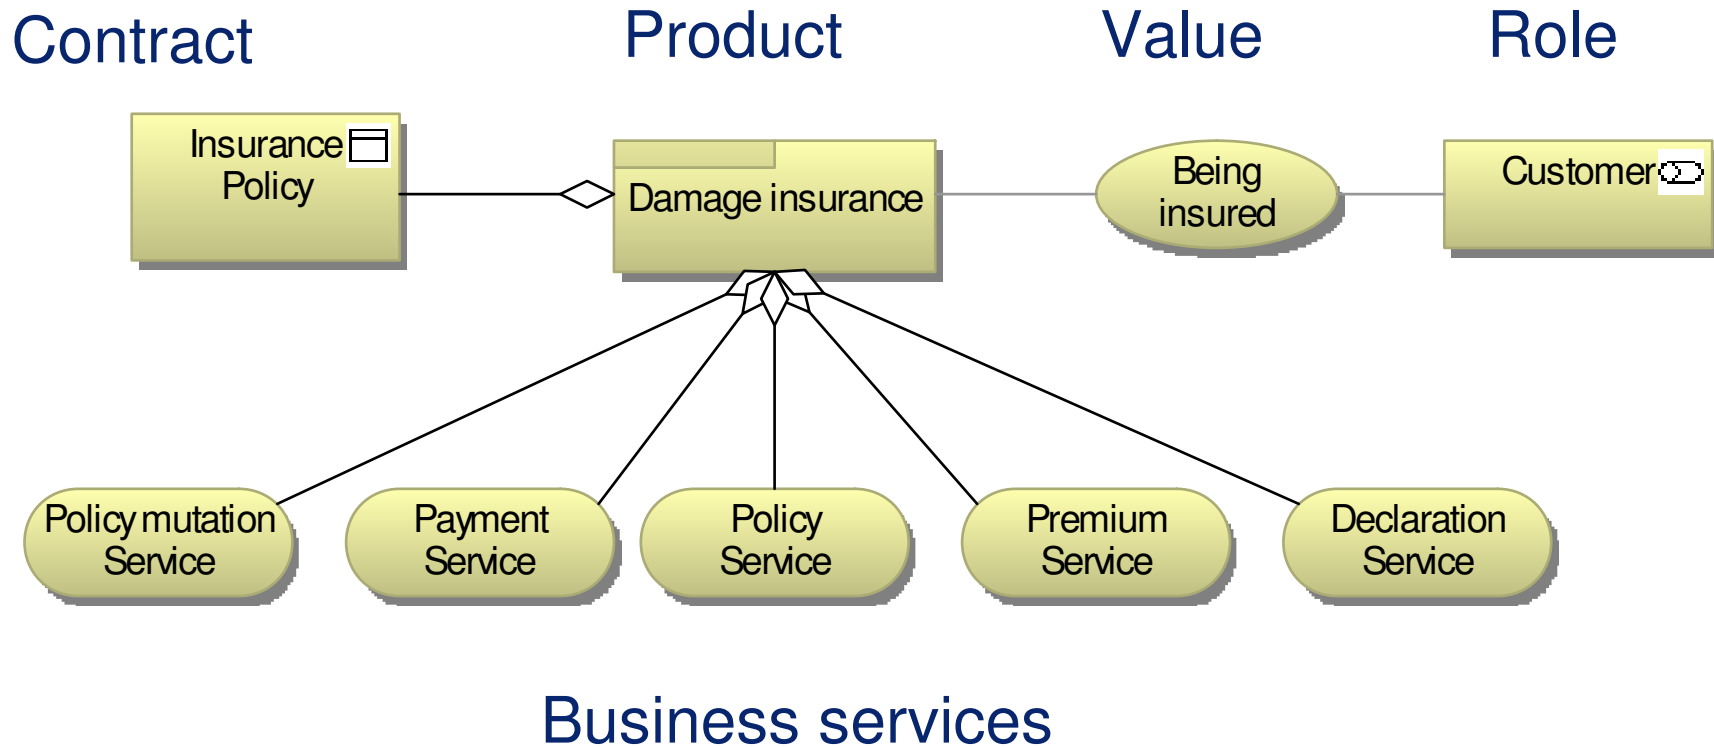 Contract
Product
Value
Role
Insurance
Policy
Damage insurance
Being
insured
Customer
Policy mutation
Service
Payment
Service
Policy
Service
Premium
Service
Declaration
Service
Business services